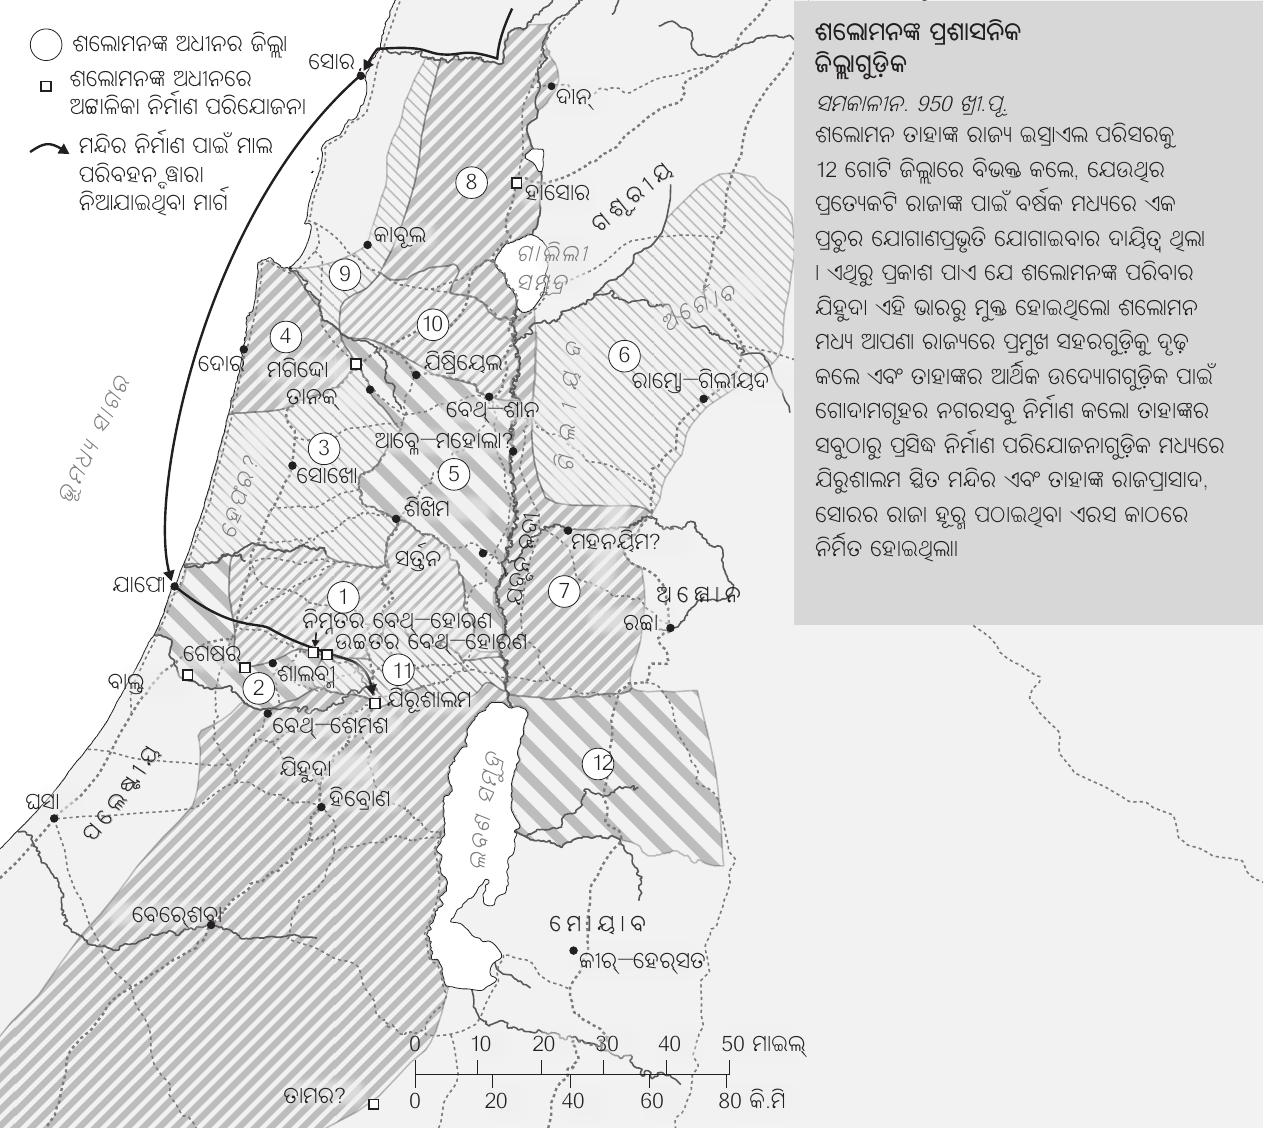 ଶଲୋମନଙ୍କ ଅଧୀନର ଜିଲ୍ଲା
ଶଲୋମନଙ୍କ ଅଧୀନରେ
ଅଟ୍ଟାଳିକା ନିର୍ମାଣ ପରିଯୋଜନା
ମନ୍ଦିର ନିର୍ମାଣ ପାଇଁ ମାଲ
ପରିବହନ ଦ୍ୱାରା
ନିଆଯାଇଥିବା ମାର୍ଗ
ଶଲୋମନଙ୍କ ପ୍ରଶାସନିକ
ଜିଲ୍ଲାଗୁଡ଼ିକ
ସମକାଳୀନ. 950 ଖ୍ରୀ.ପୂ.
ଶଲୋମନ ତାହାଙ୍କ ରାଜ୍ୟ ଇସ୍ରାଏଲ ପରିସରକୁ
12 ଗୋଟି ଜିଲ୍ଲାରେ ବିଭକ୍ତ କଲେ, ଯେଉଥିର
ପ୍ରତ୍ୟେକଟି ରାଜାଙ୍କ ପାଇଁ ବର୍ଷକ ମଧ୍ୟରେ ଏକ
ପ୍ରଚୁର ଯୋଗାଣପ୍ରଭୃତି ଯୋଗାଇବାର ଦାୟିତ୍ୱ ଥିଲା
। ଏଥିରୁ ପ୍ରକାଶ ପାଏ ଯେ ଶଲୋମନଙ୍କ ପରିବାର
ଯିହୁଦା ଏହି ଭାରରୁ ମୁକ୍ତ ହୋଇଥିଲେ। ଶଲୋମନ
ମଧ୍ୟ ଆପଣା ରାଜ୍ୟରେ ପ୍ରମୁଖ ସହରଗୁଡ଼ିକୁ ଦୃଢ଼
କଲେ ଏବଂ ତାହାଙ୍କର ଆର୍ଥିକ ଉଦ୍ୟୋଗଗୁଡ଼ିକ ପାଇଁ
ଗୋଦାମଗୃହର ନଗରସବୁ ନିର୍ମାଣ କଲେ। ତାହାଙ୍କର
ସବୁଠାରୁ ପ୍ରସିଦ୍ଧ ନିର୍ମାଣ ପରିଯୋଜନାଗୁଡ଼ିକ ମଧ୍ୟରେ
ଯିରୁଶାଲମ ସ୍ଥିତ ମନ୍ଦିର ଏବଂ ତାହାଙ୍କ ରାଜପ୍ରାସାଦ,
ସୋରର ରାଜା ହୂରମ୍ ପଠାଇଥିବା ଏରସ କାଠରେ
ନିର୍ମିତ ହୋଇଥିଲା।
ସୋର
ଦାନ୍
8
ହାସୋର
ଗଶୂରୀୟ
କାବୂଲ
ଗାଲିଲୀ
ସମୁଦ୍ର
9
ଅର୍ଗୋବ
10
4
6
ଦୋର
ମଗିଦ୍ଦୋ
ଯିଷ୍ରିୟେଲ
ରାମୋ‌ତ୍–ଗିଲୀୟଦ
ତାନକ୍
ବେଥ୍–ଶାନ
ଭୂମଧ୍ୟ ସାଗର
ଆବେଲ–ମହୋଲା?
3
5
ଗିଲୀୟଦ
ସୋଖୋ
ହେପର?
ଶିଖିମ
ମହନୟିମ?
ସର୍ତ୍ତନ
ଯର୍ଦ୍ଦନ ନଦୀ
ଯାଫୋ
1
7
ଅମ୍ମୋନ
ନିମ୍ନତର ବେଥ–ହୋରଣ
ଉଚ୍ଚତର ବେଥ–ହୋରଣ
ରବ୍ବା
ଗେଷର
ଶାଲବୀମ୍
11
ବାଲତ୍
2
ଯିରୂଶାଲମ
ବେଥ୍–ଶେମଶ
ପଲେଷ୍ଟୀୟ
ଯିହୁଦା
12
ଘସା
ହିବ୍ରୋଣ
ଲବଣ ସମୁଦ୍ର
ବେର୍‌ଶେବା
ମୋୟାବ
କୀର୍–ହେର୍‌ସତ
0 10 20 30 40 50 ମାଇଲ୍
0 20 40 60 80 କି.ମି
ତାମର?